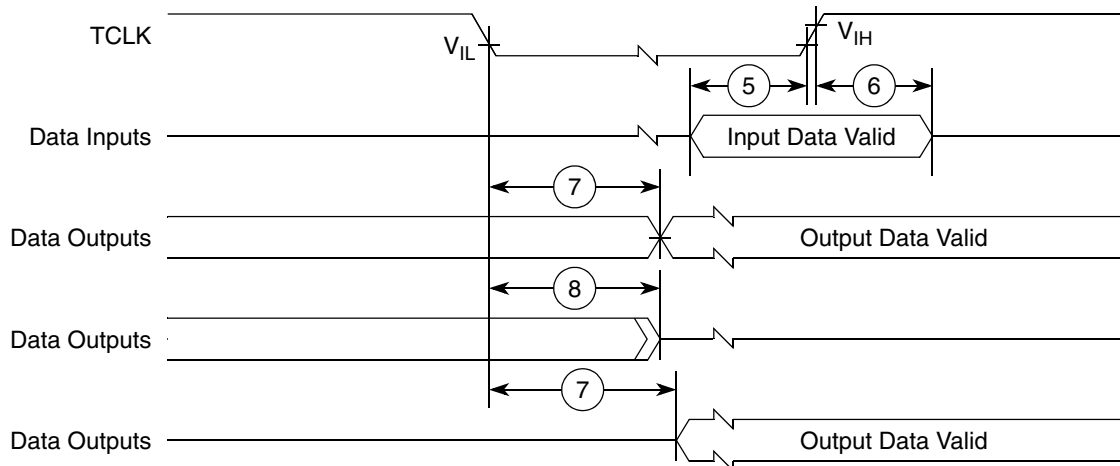 TCLK
VIL
VIH
5
6
Data Inputs
Input Data Valid
7
Data Outputs
Output Data Valid
8
Data Outputs
7
Data Outputs
Output Data Valid